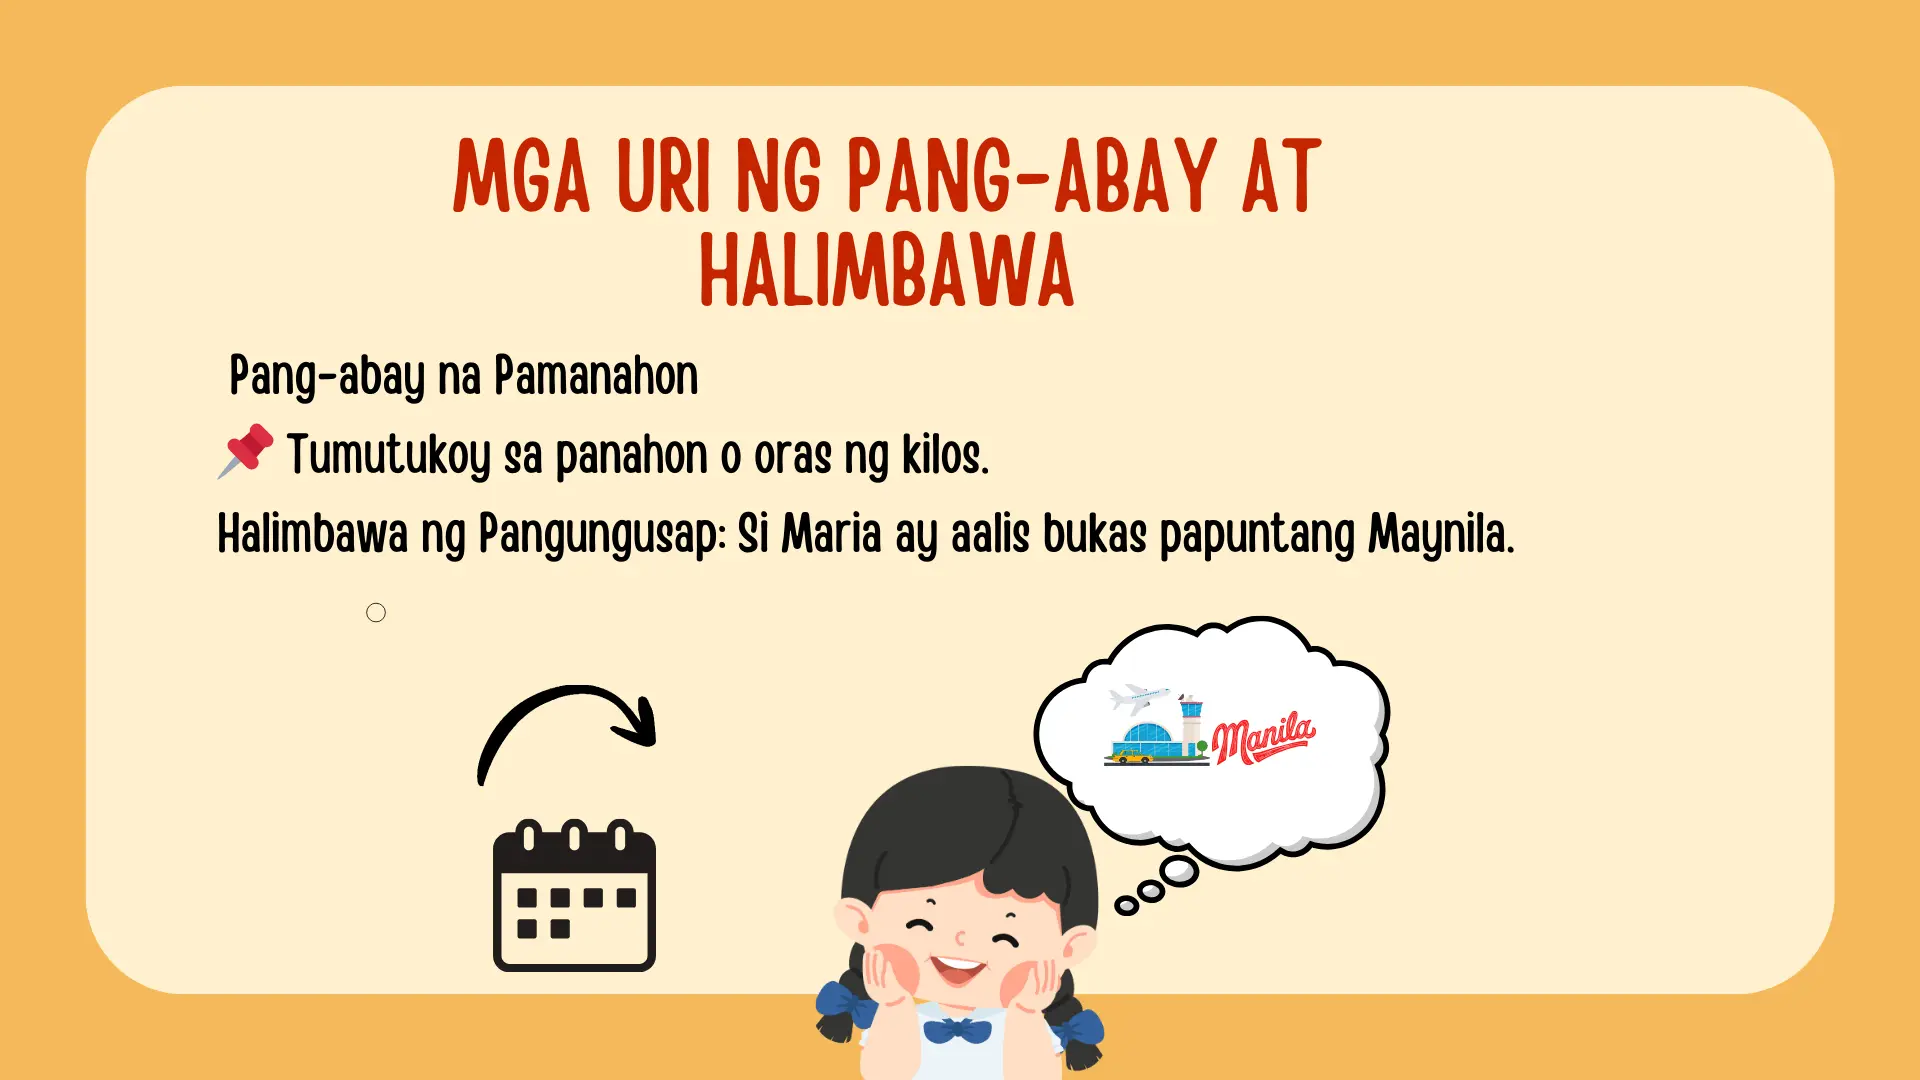 MGA URI NG PANG-ABAY AT
HALIMBAWA
Pang-abay na Pamanahon
📌 Tumutukoy sa panahon o oras ng kilos.
Halimbawa ng Pangungusap: Si Maria ay aalis bukas papuntang Maynila.
Manila